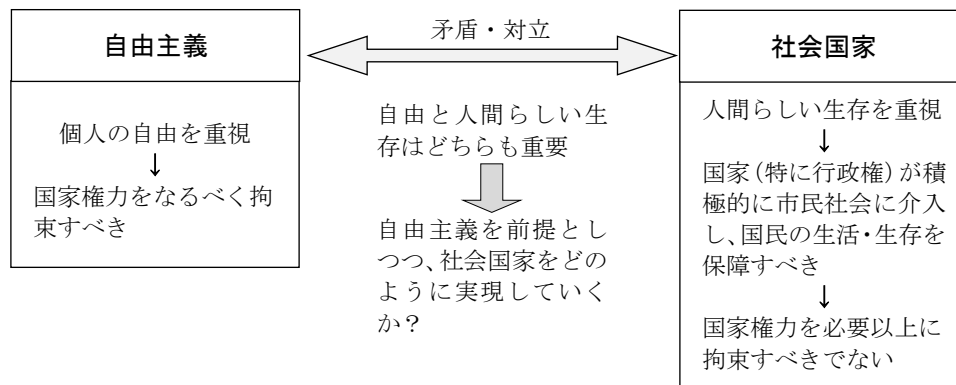 自由主義
個人の自由を重視
↓
国家権力をなるべく拘
束すべき
矛盾・対立
自由と人間らしい生
存はどちらも重要
自由主義を前提とし
つつ、社会国家をどの
ように実現していく
か？
社会国家
人間らしい生存を重視
↓
国家(特に行政権)が積
極的に市民社会に介入
し、国民の生活・生存を
保障すべき
↓
国家権力を必要以上に
拘束すべきでない